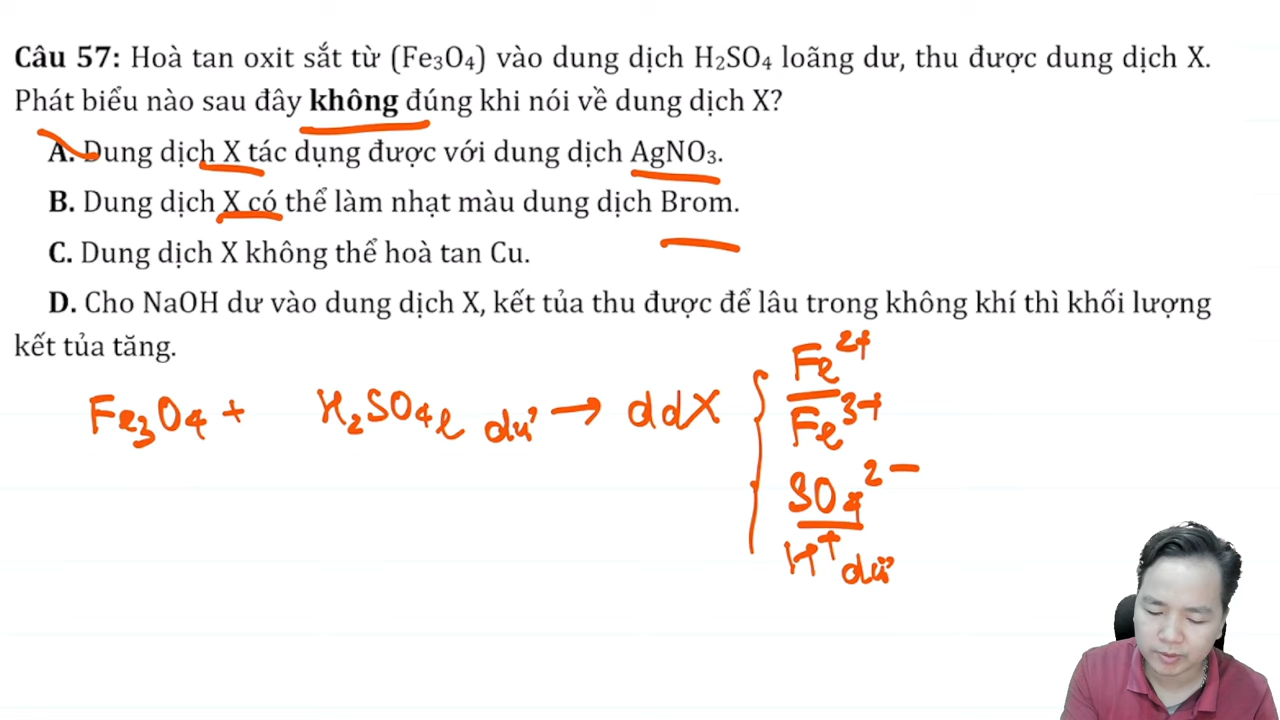 Câu 57: Hoà tan oxit sắt từ (Fe₃O₄) vào dung dịch H₂SO₄ loãng dư, thu được dung dịch X.
Phát biểu nào sau đây không đúng khi nói về dung dịch X?
A. Dung dịch X tác dụng được với dung dịch AgNO₃.
B. Dung dịch X có thể làm nhạt màu dung dịch Brom.
C. Dung dịch X không thể hoà tan Cu.
D. Cho NaOH dư vào dung dịch X, kết tủa thu được để lâu trong không khí thì khối lượng
kết tủa tăng.
Fe₃O₄ + H₂SO₄ l dư → ddX { Fe²⁺
Fe³⁺
SO₄²⁻
H⁺ dư